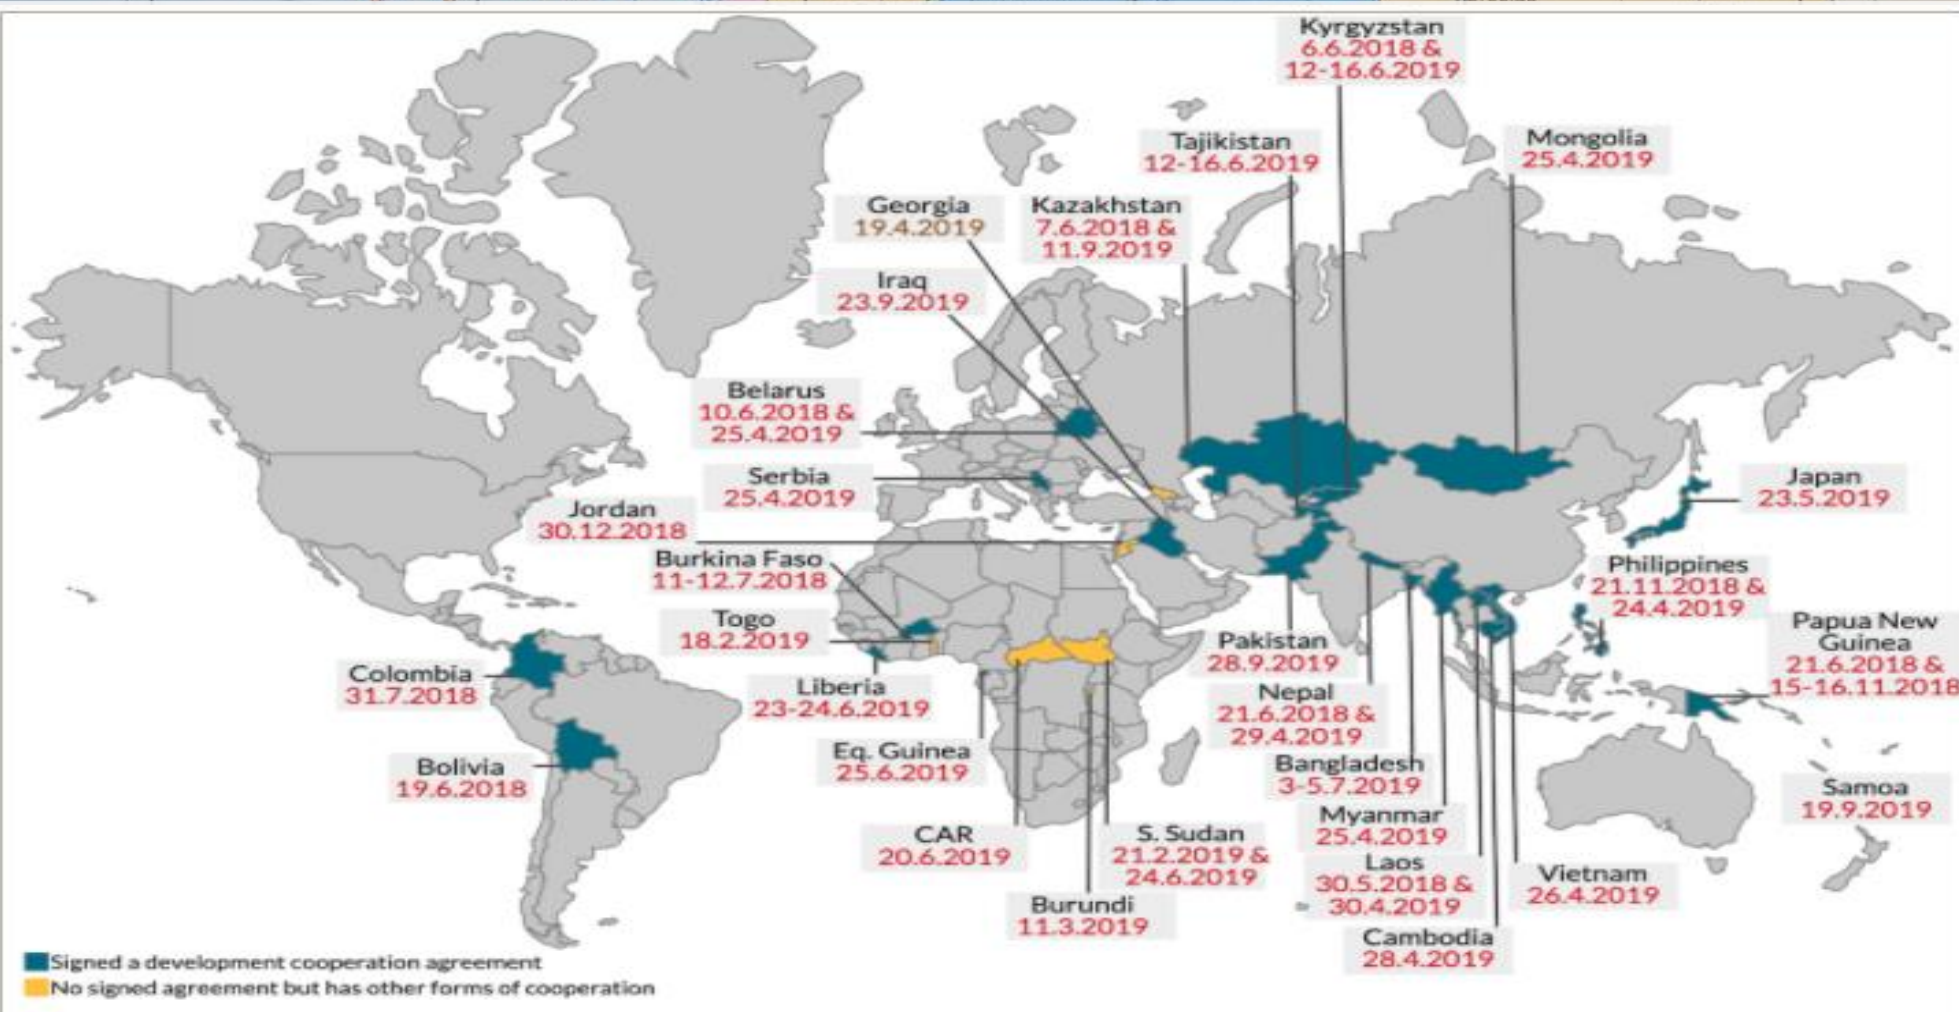 Kyrgyzstan
6.6.2018 &
12-16.6.2019
Tajikistan
12-16.6.2019
Mongolia
25.4.2019
Georgia
19.4.2019
Kazakhstan
7.6.2018 &
11.9.2019
Iraq
23.9.2019
Belarus
10.6.2018 &
25.4.2019
Serbia
25.4.2019
Japan
23.5.2019
Jordan
30.12.2018
Burkina Faso
11-12.7.2018
Philippines
21.11.2018 &
24.4.2019
Togo
18.2.2019
Papua New
Guinea
21.6.2018 &
15-16.11.2018
Pakistan
28.9.2019
Colombia
31.7.2018
Liberia
23-24.6.2019
Nepal
21.6.2018 &
29.4.2019
Eq. Guinea
25.6.2019
Bolivia
19.6.2018
Bangladesh
3-5.7.2019
Samoa
19.9.2019
Myanmar
25.4.2019
CAR
20.6.2019
S. Sudan
21.2.2019 &
24.6.2019
Laos
30.5.2018 &
30.4.2019
Vietnam
26.4.2019
Burundi
11.3.2019
Cambodia
28.4.2019
Signed a development cooperation agreement
No signed agreement but has other forms of cooperation